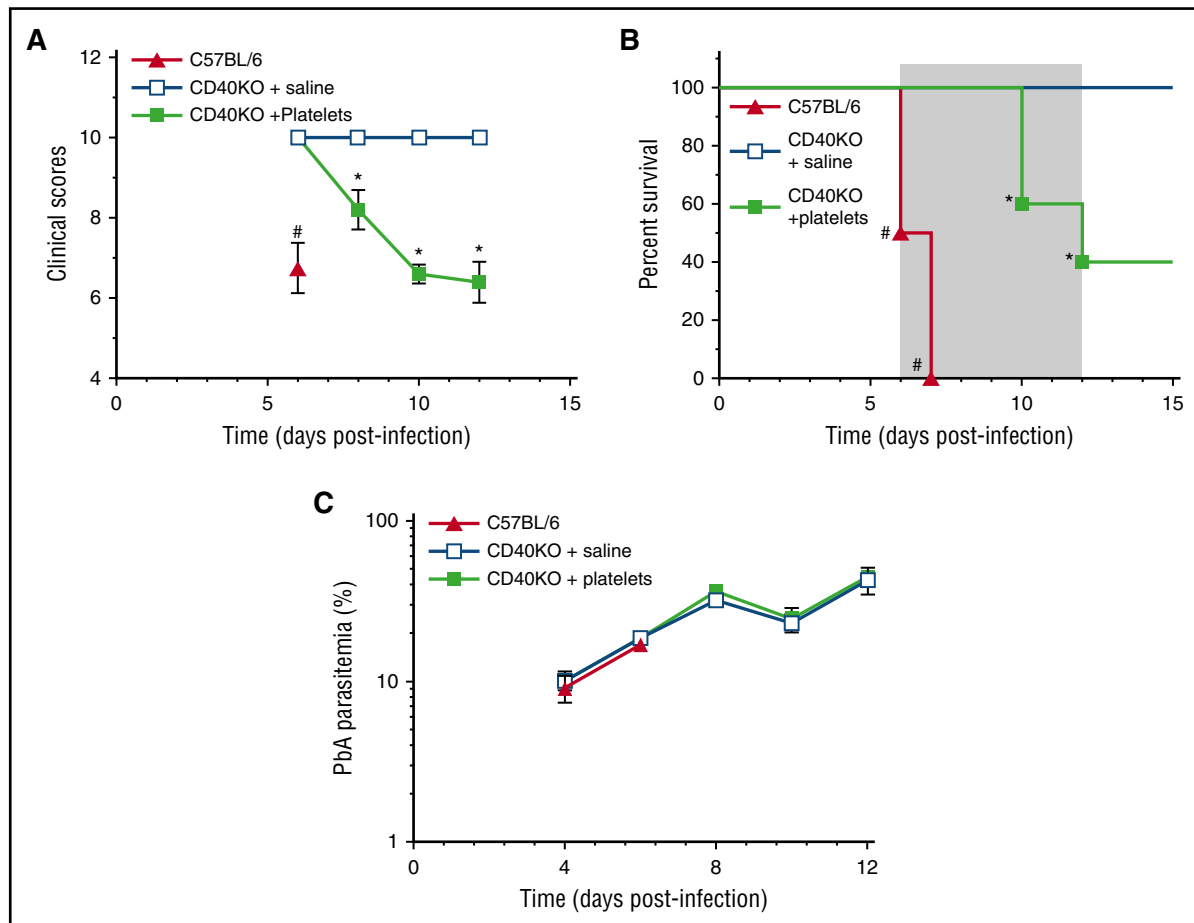 A
C57BL/6
CD40KO + saline
CD40KO +Platelets
12
10
8
6
4
Clinical scores
#
*
*
*
0
5
10
15
Time (days post-infection)
B
100
80
60
40
20
0
Percent survival
C57BL/6
CD40KO
+ saline
CD40KO
+platelets
#
#
*
*
0
5
10
15
Time (days post-infection)
C
C57BL/6
CD40KO + saline
CD40KO + platelets
100
10
1
PbA parasitemia (%)
0
4
8
12
Time (days post-infection)